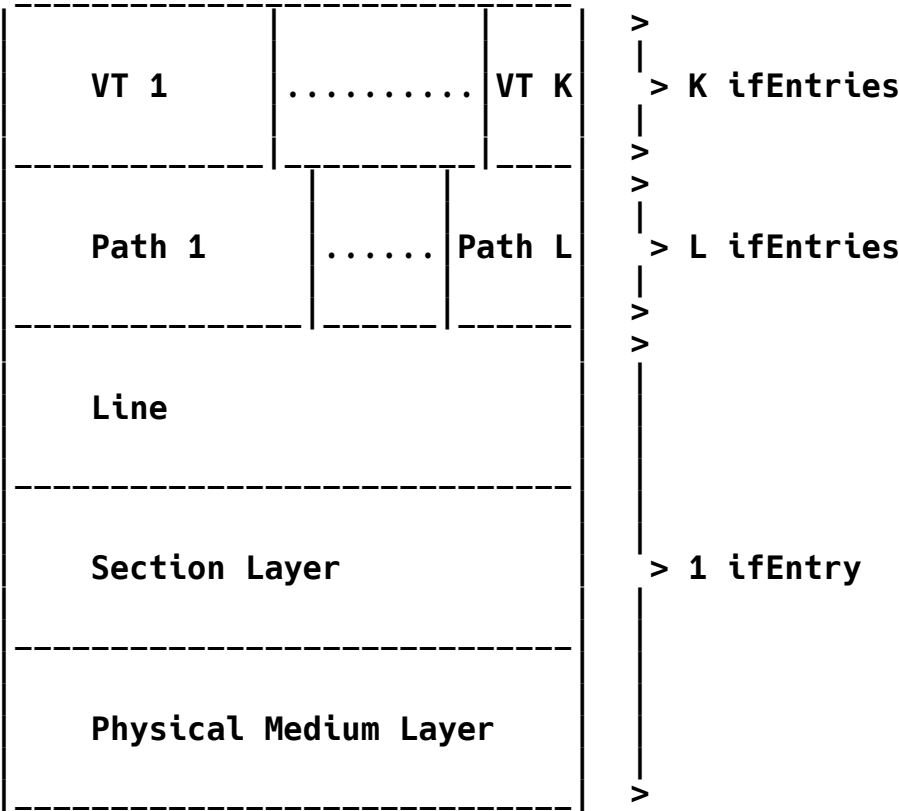 VT 1 .......... VT K > K ifEntries
Path 1 ...... Path L > L ifEntries
Line
Section Layer > 1 ifEntry
Physical Medium Layer